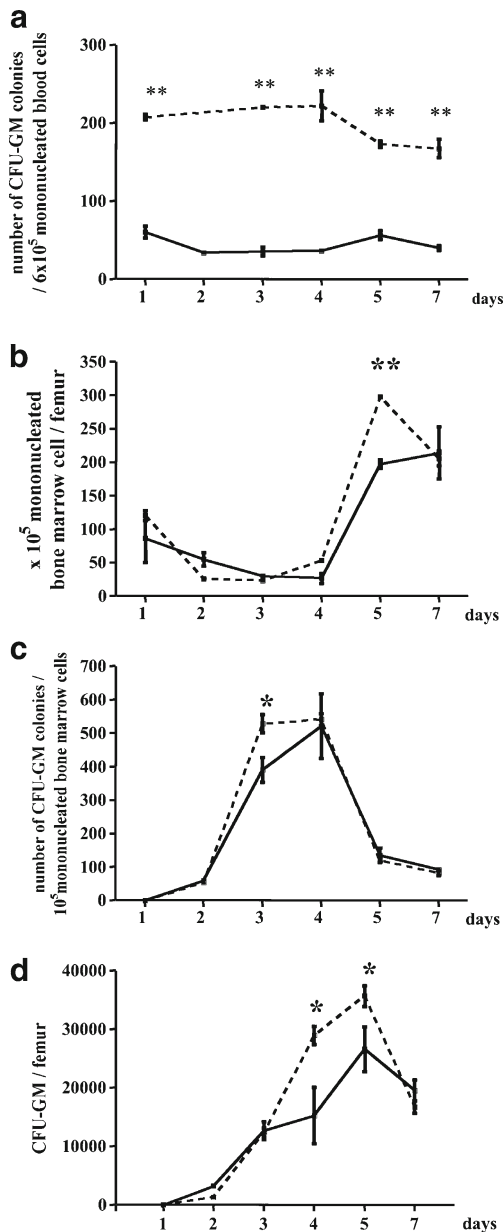 a
number of CFU-GM colonies
/ 6x10⁵ mononucleated blood cells
300
200
100
0
** ** ** ** **
1 2 3 4 5 7 days
b
x 10⁵ mononucleated
bone marrow cell / femur
350
300
250
200
150
100
50
0
**
1 2 3 4 5 7 days
c
number of CFU-GM colonies /
10⁵mononucleated bone marrow cells
700
600
500
400
300
200
100
0
*
1 2 3 4 5 7 days
d
CFU-GM / femur
40000
30000
20000
10000
0
* *
1 2 3 4 5 7 days